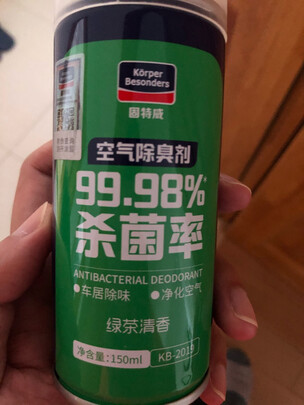 Körper
Besonders
固特威
空气除臭剂
99.98%
杀菌率
ANTIBACTERIAL DEODORANT
•车居除味 •净化空气
绿茶清香
净含量:150ml
KB-2019